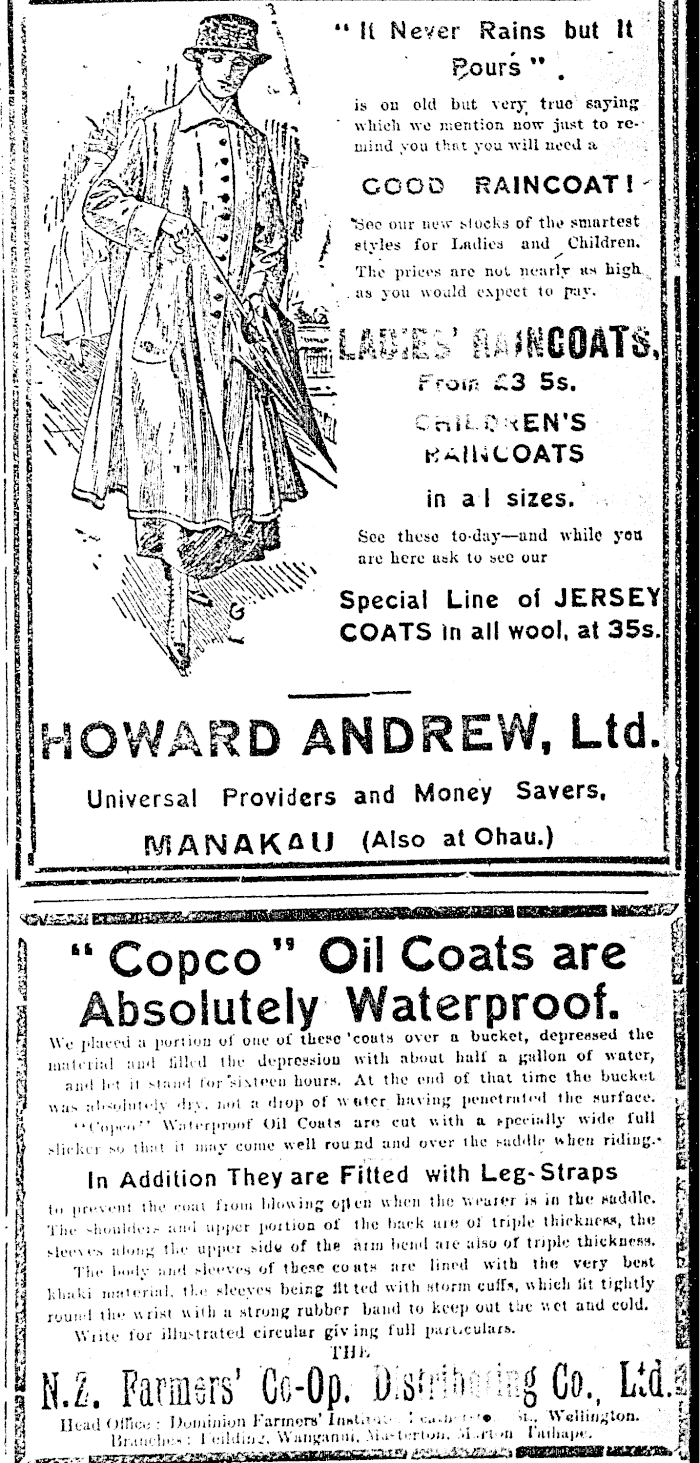 "It Never Rains but It
Pours".
is on old but very true saying
which we mention now just to re-
mind you that you will need a
GOOD RAINCOAT!
See our new stocks of the smartest
styles for Ladies and Children.
The prices are not nearly as high
as you would expect to pay.
LADIES' RAINCOATS,
From £3 5s.
CHILDREN'S
RAINCOATS
in al sizes.
See these to-day—and while you
are here ask to see our
Special Line of JERSEY
COATS in all wool, at 35s.
HOWARD ANDREW, Ltd.
Universal Providers and Money Savers,
MANAKAU (Also at Ohau.)
"Copco" Oil Coats are
Absolutely Waterproof.
We placed a portion of one of these coats over a bucket, depressed the
material and filled the depression with about half a gallon of water,
and let it stand for sixteen hours. At the end of that time the bucket
was absolutely dry, not a drop of water having penetrated the surface.
"Copco" Waterproof Oil Coats are cut with a specially wide full
slicker so that it may come well round and over the saddle when riding.
In Addition They are Fitted with Leg-Straps
to prevent the coat from blowing open when the wearer is in the saddle.
The shoulders and upper portion of the back are of triple thickness, the
sleeves along the upper side of the arm bend are also of triple thickness.
The body and sleeves of these coats are lined with the very best
khaki material, the sleeves being fitted with storm cuffs, which fit tightly
round the wrist with a strong rubber band to keep out the wet and cold.
Write for illustrated circular giving full particulars.
THE
N.Z. Farmers' Co-Op. Distributing Co., Ltd.
Head Office: Dominion Farmers' Institute, St., Wellington.
Branches: Feilding, Wanganui, Masterton, Marton Taihape.